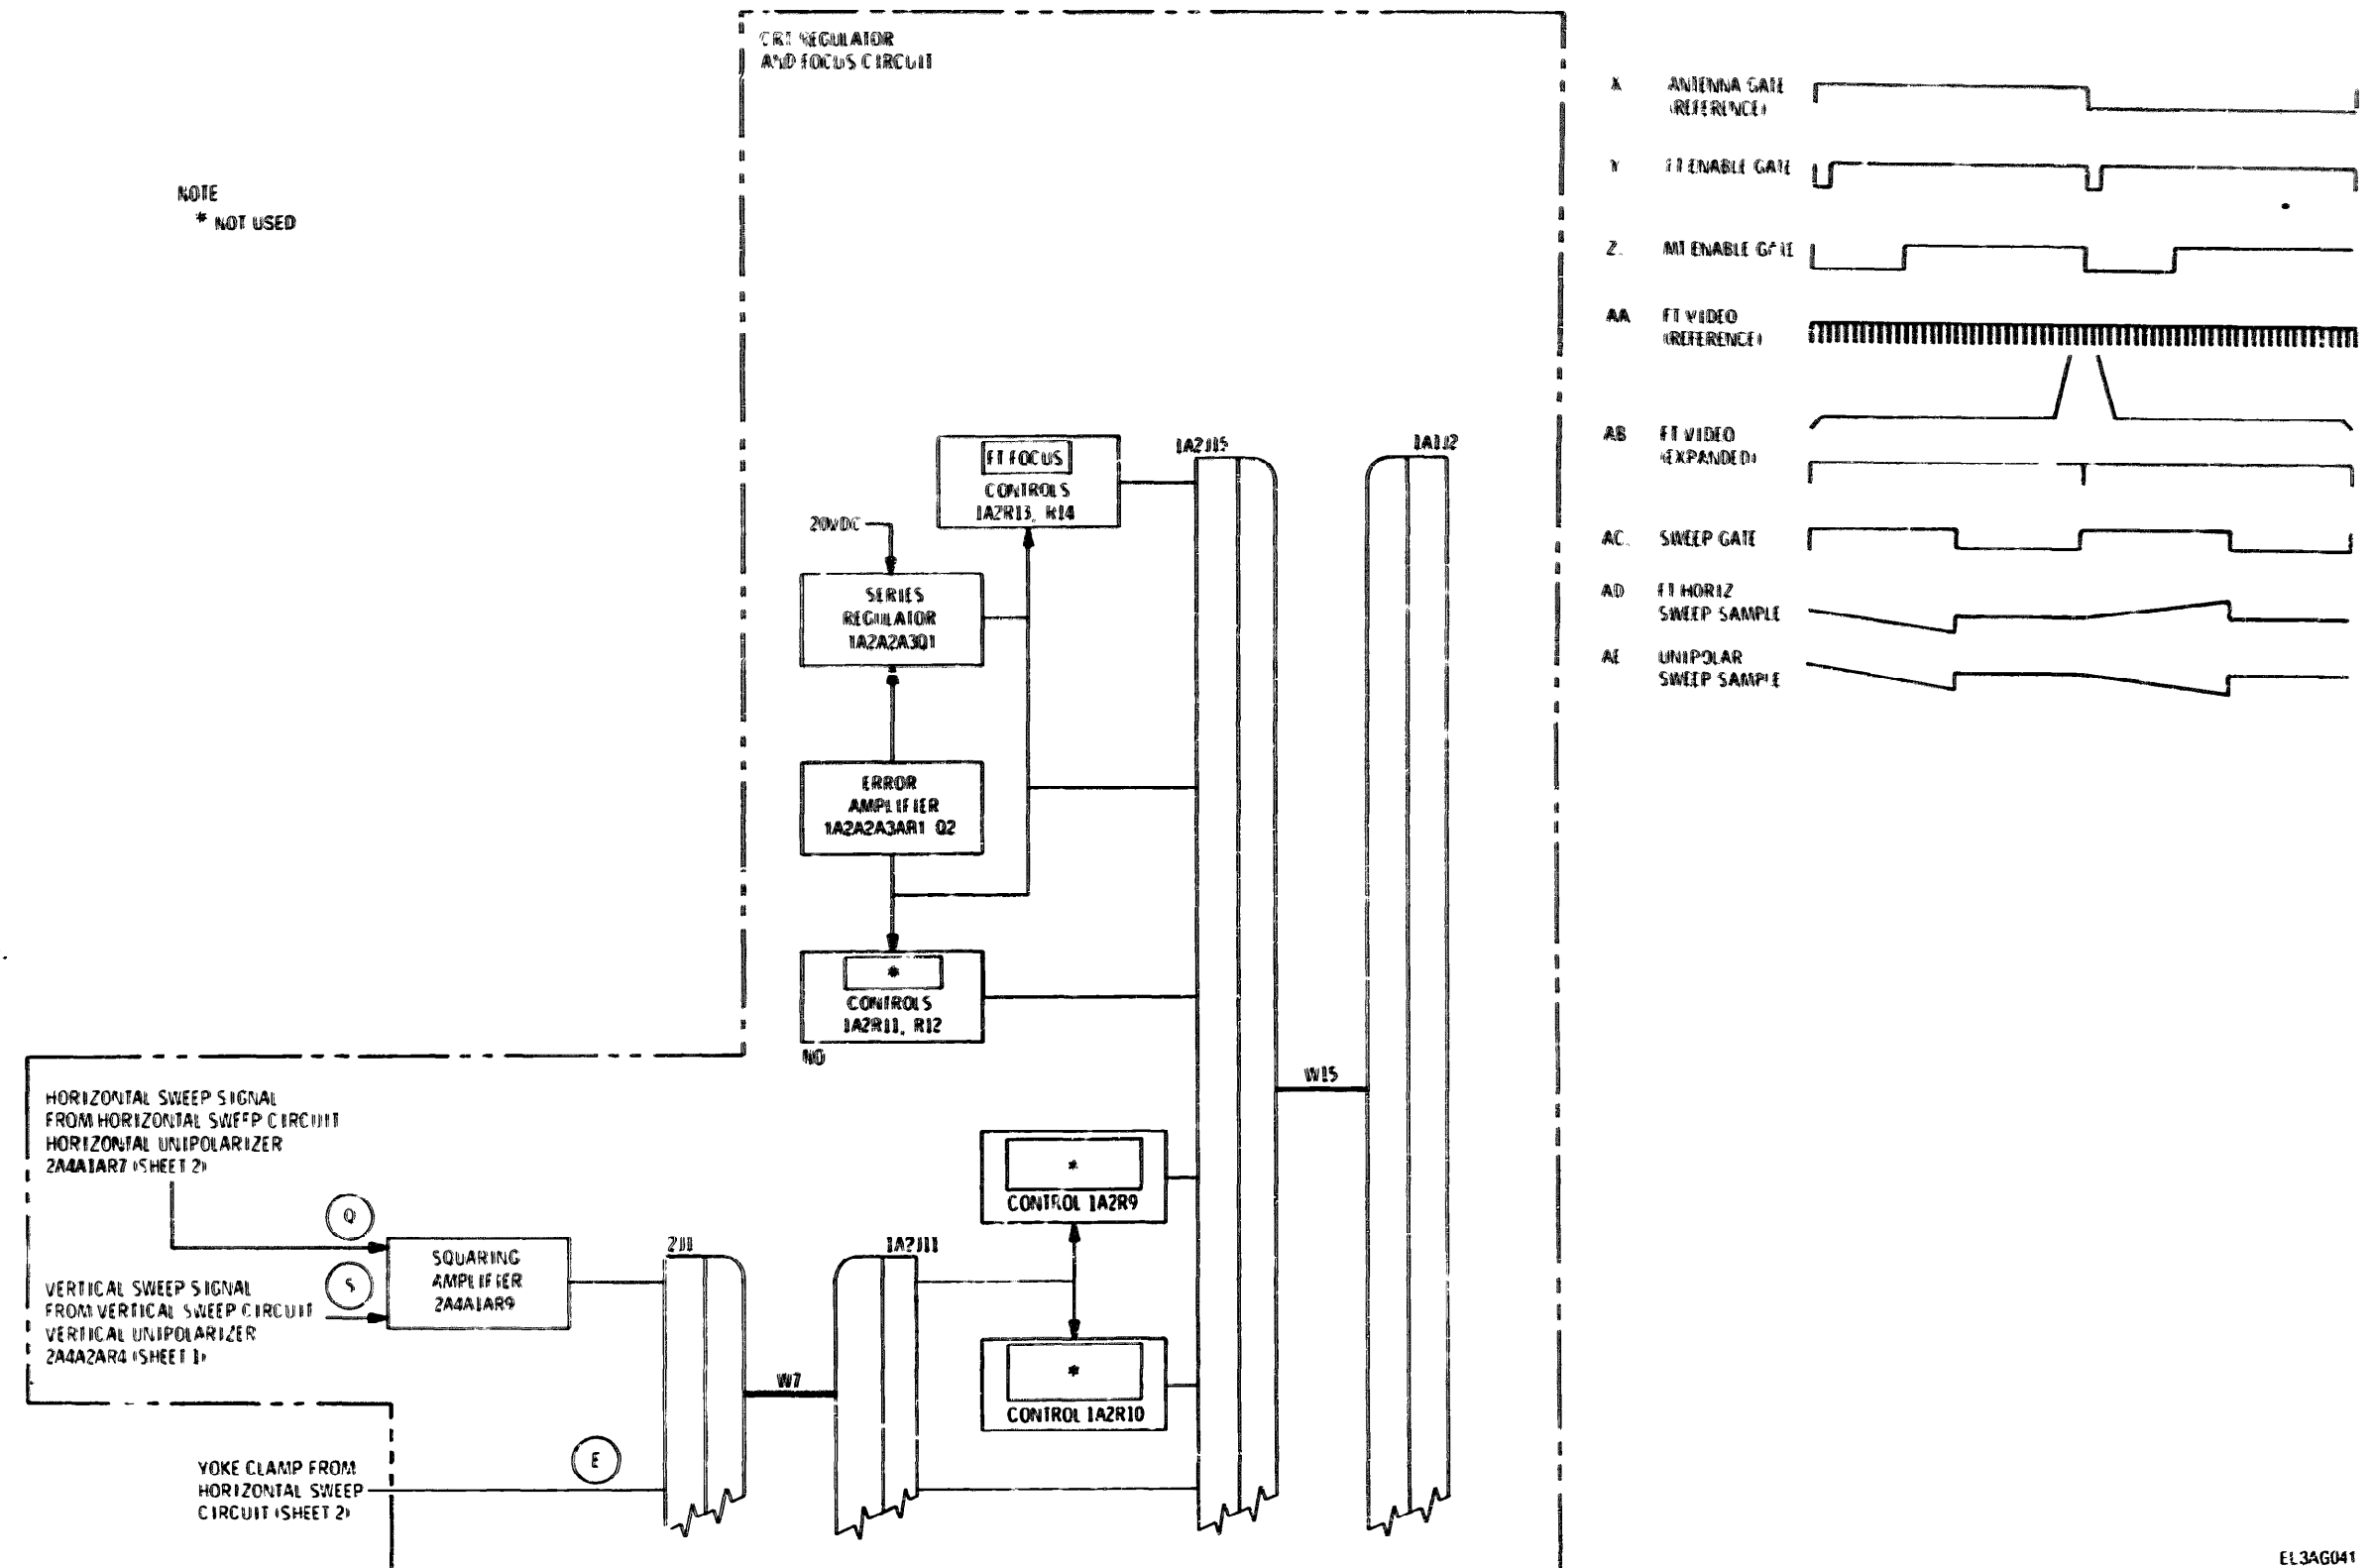 CRT REGULATOR
AND FOCUS CIRCUIT
NOTE
* NOT USED
X ANTENNA GATE
(REFERENCE)
Y FT ENABLE GATE
Z. MT ENABLE GATE
AA FT VIDEO
(REFERENCE)
AB FT VIDEO
(EXPANDED)
AC. SWEEP GATE
AD FT HORIZ
SWEEP SAMPLE
AE UNIPOLAR
SWEEP SAMPLE
FT FOCUS
CONTROLS
1A2R13, R14
1A2J15
1A1J2
20VDC
SERIES
REGULATOR
1A2A2A3Q1
ERROR
AMPLIFIER
1A2A2A3AR1 Q2
*
CONTROLS
1A2R11, R12
NO
W15
HORIZONTAL SWEEP SIGNAL
FROM HORIZONTAL SWEEP CIRCUIT
HORIZONTAL UNIPOLARIZER
2A4A1AR7 (SHEET 2)
Q
VERTICAL SWEEP SIGNAL
FROM VERTICAL SWEEP CIRCUIT
VERTICAL UNIPOLARIZER
2A4A2AR4 (SHEET 1)
S
SQUARING
AMPLIFIER
2A4A1AR9
2J1
1A2J11
W7
*
CONTROL 1A2R9
*
CONTROL 1A2R10
YOKE CLAMP FROM
HORIZONTAL SWEEP
CIRCUIT (SHEET 2)
E
EL3AG041